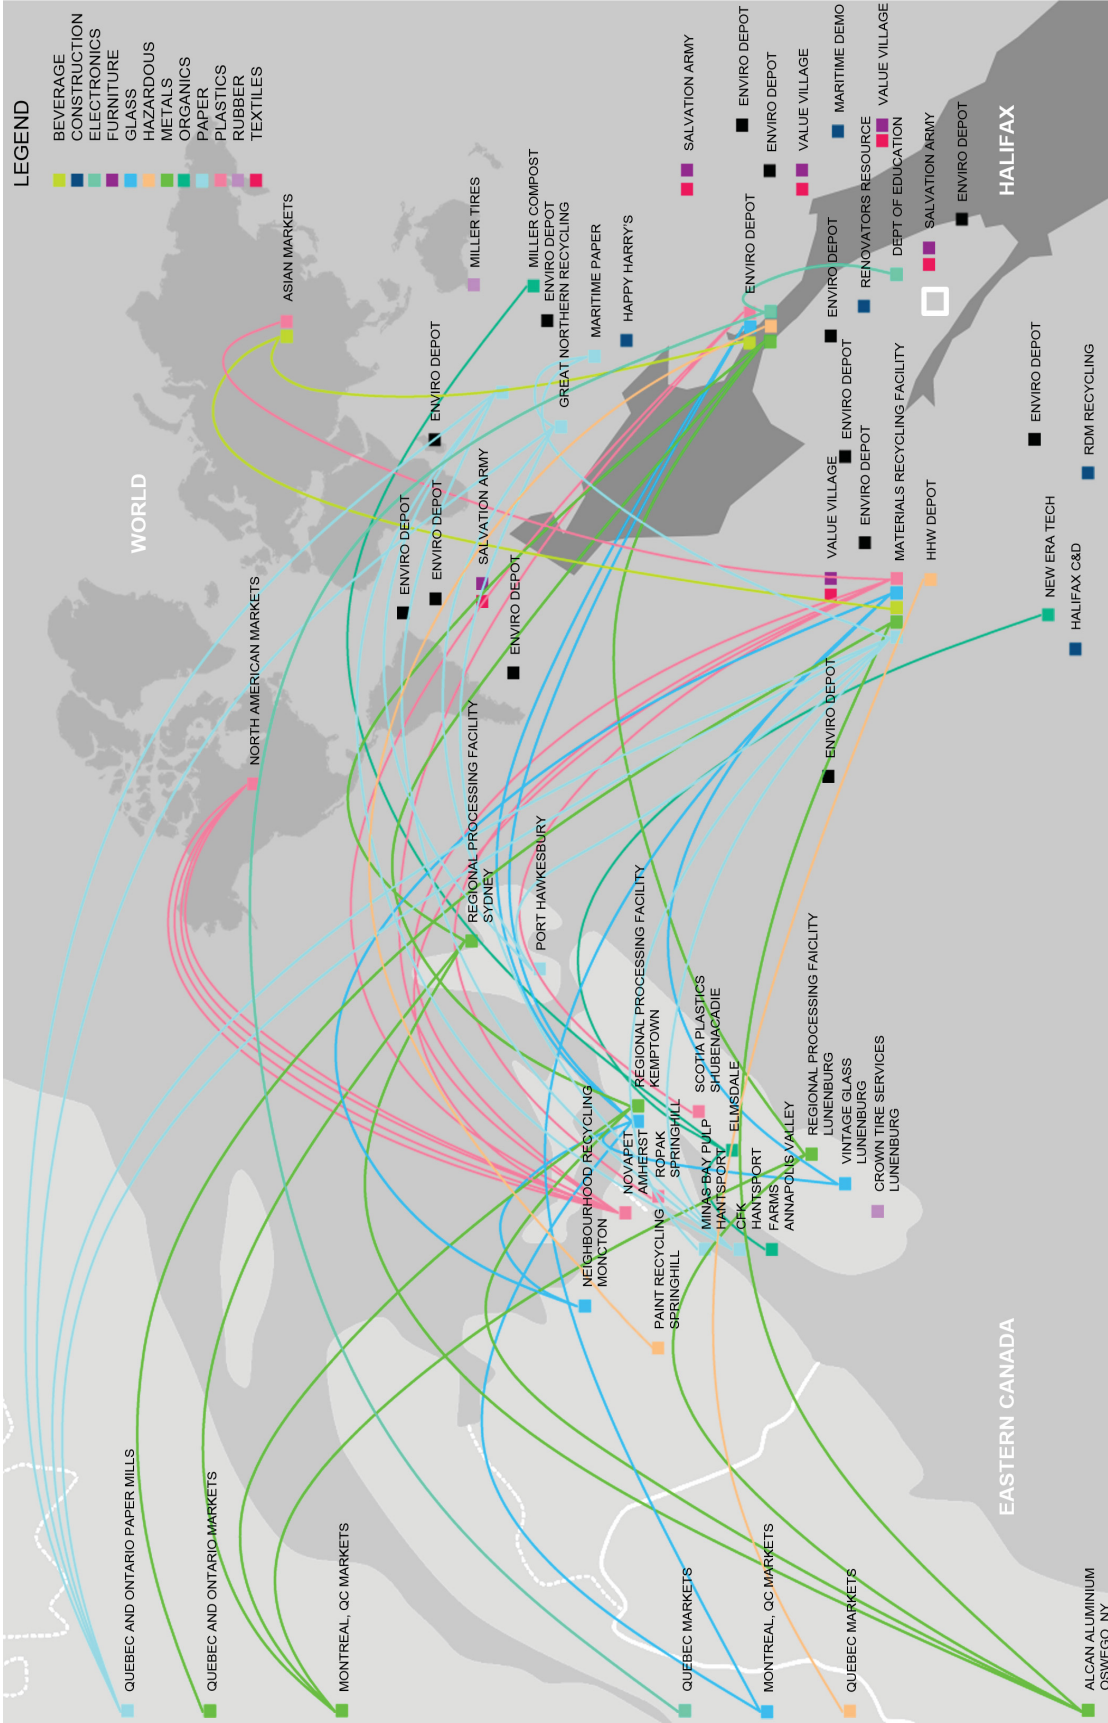 LEGEND
BEVERAGE
CONSTRUCTION
ELECTRONICS
FURNITURE
GLASS
HAZARDOUS
METALS
ORGANICS
PAPER
PLASTICS
RUBBER
TEXTILES
WORLD
ASIAN MARKETS
NORTH AMERICAN MARKETS
HALIFAX
MILLER TIRES
MILLER COMPOST
ENVIRO DEPOT
GREAT NORTHERN RECYCLING
MARITIME PAPER
HAPPY HARRY'S
SALVATION ARMY
ENVIRO DEPOT
ENVIRO DEPOT
VALUE VILLAGE
MARITIME DEMO
VALUE VILLAGE
ENVIRO DEPOT
ENVIRO DEPOT
RENOVATORS RESOURCE
DEPT OF EDUCATION
SALVATION ARMY
ENVIRO DEPOT
ENVIRO DEPOT
ENVIRO DEPOT
ENVIRO DEPOT
SALVATION ARMY
ENVIRO DEPOT
VALUE VILLAGE
ENVIRO DEPOT
ENVIRO DEPOT
MATERIALS RECYCLING FACILITY
HHW DEPOT
ENVIRO DEPOT
RDM RECYCLING
NEW ERA TECH
HALIFAX C&D
ENVIRO DEPOT
EASTERN CANADA
REGIONAL PROCESSING FACILITY
SYDNEY
PORT HAWKESBURY
REGIONAL PROCESSING FACILITY
KEMPTOWN
SCOTIA PLASTICS
SHUBENACADIE
ELMSDALE
NEIGHBOURHOOD RECYCLING
MONCTON
NOVAPET
AMHERST
ROPAK
SPRINGHILL
PAINT RECYCLING
SPRINGHILL
MINAS BAY PULP
HANTSPORT
CFK
HANTSPORT
FARMS
ANNAPOLIS VALLEY
REGIONAL PROCESSING FAICLITY
LUNENBURG
VINTAGE GLASS
LUNENBURG
CROWN TIRE SERVICES
LUNENBURG
QUEBEC AND ONTARIO PAPER MILLS
QUEBEC AND ONTARIO MARKETS
MONTREAL, QC MARKETS
QUEBEC MARKETS
MONTREAL, QC MARKETS
QUEBEC MARKETS
ALCAN ALUMINIUM
OSWEGO, NY